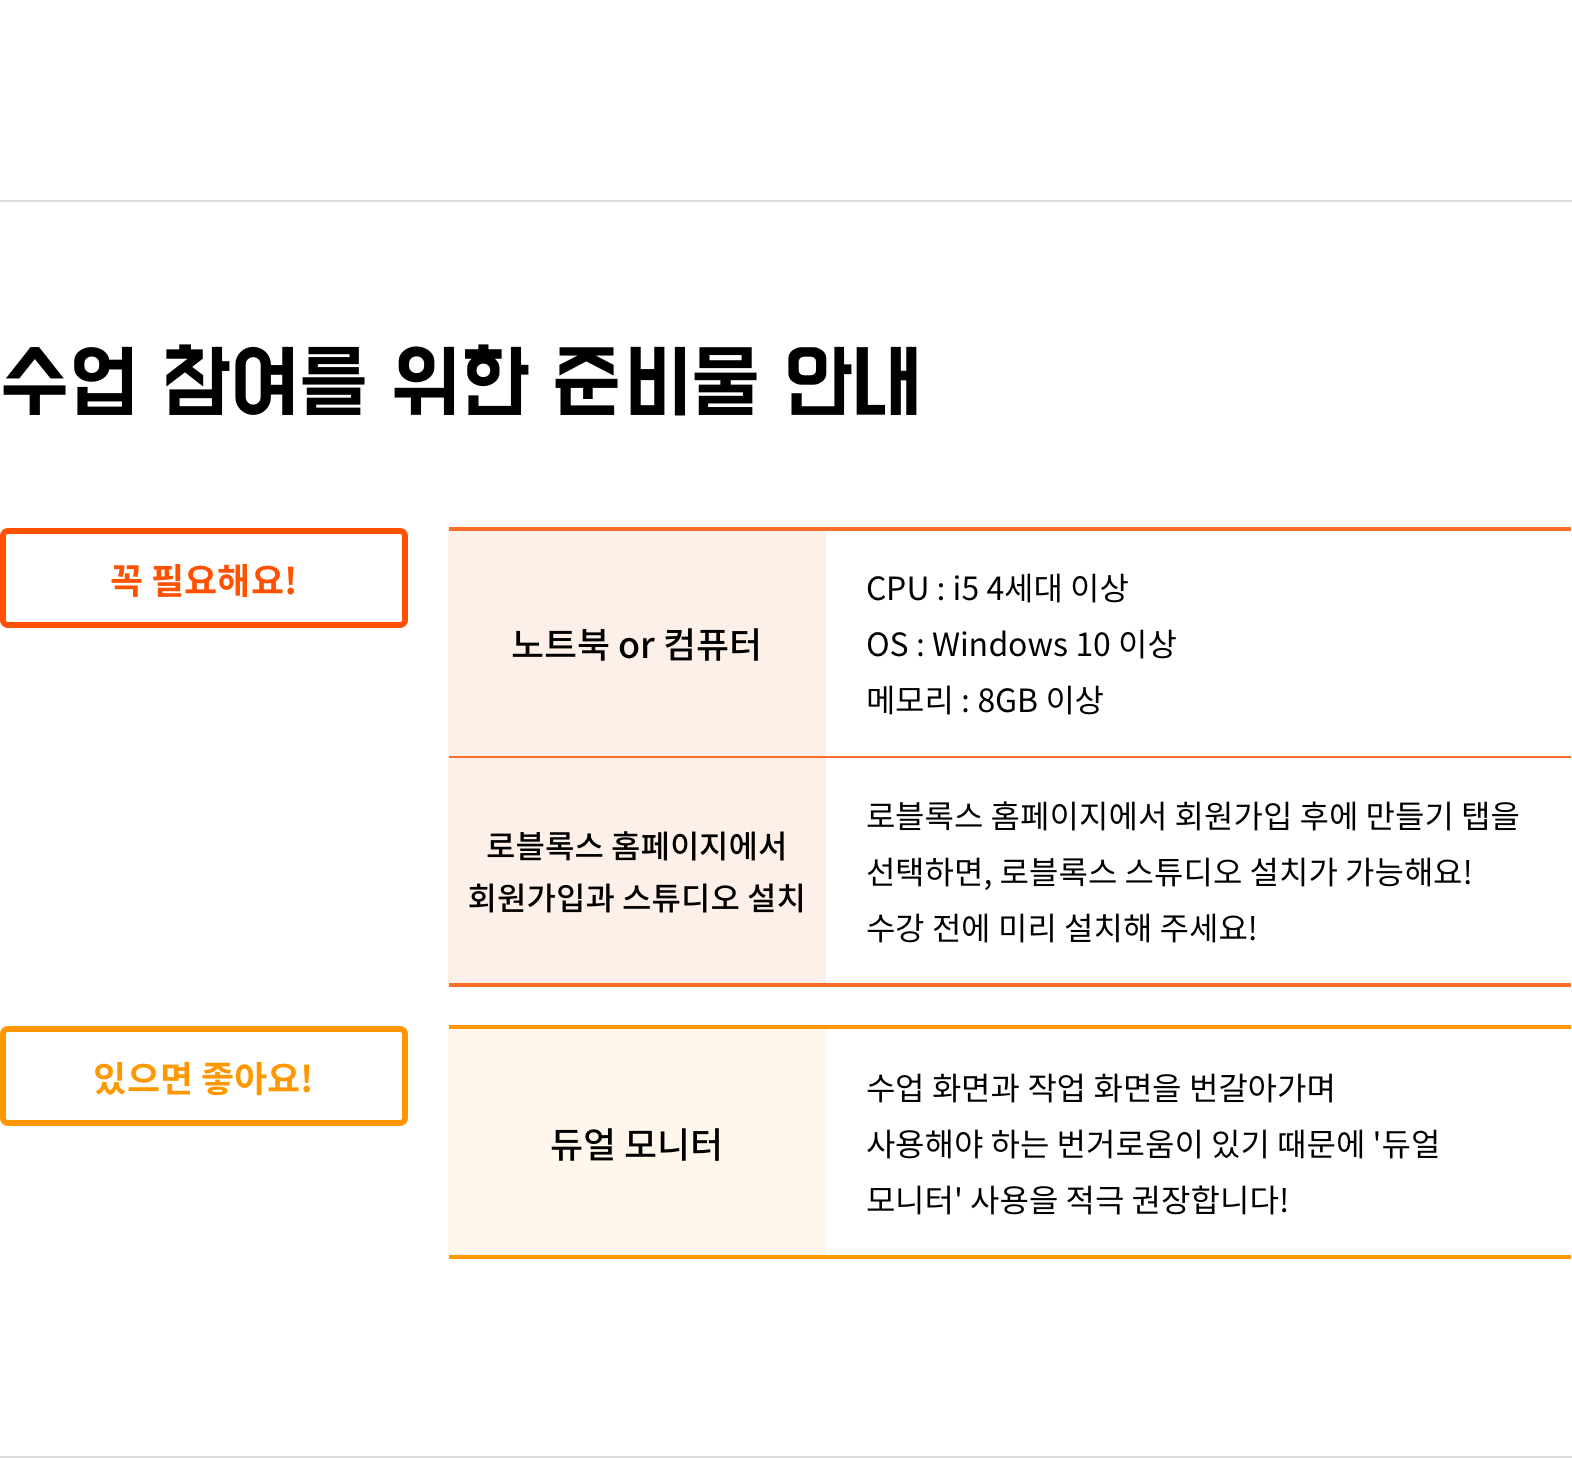 수업 참여를 위한 준비물 안내
꼭 필요해요!
노트북 or 컴퓨터
CPU : i5 4세대 이상
OS : Windows 10 이상
메모리 : 8GB 이상
로블록스 홈페이지에서
회원가입과 스튜디오 설치
로블록스 홈페이지에서 회원가입 후에 만들기 탭을
선택하면, 로블록스 스튜디오 설치가 가능해요!
수강 전에 미리 설치해 주세요!
있으면 좋아요!
듀얼 모니터
수업 화면과 작업 화면을 번갈아가며
사용해야 하는 번거로움이 있기 때문에 '듀얼
모니터' 사용을 적극 권장합니다!